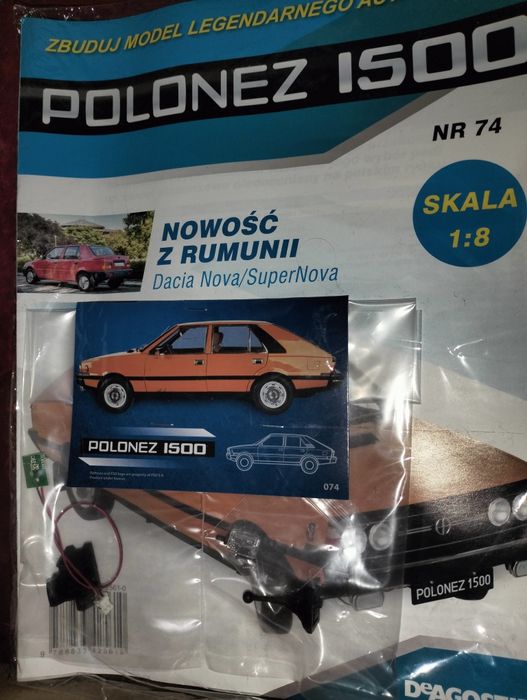 ZBUDUJ MODEL LEGENDARNEGO
POLONEZ 1500
NR 74
SKALA
1:8
NOWOŚĆ
Z RUMUNII
Dacia Nova/SuperNova
POLONEZ 1500
074
POLONEZ 1500
DEAGOSTI